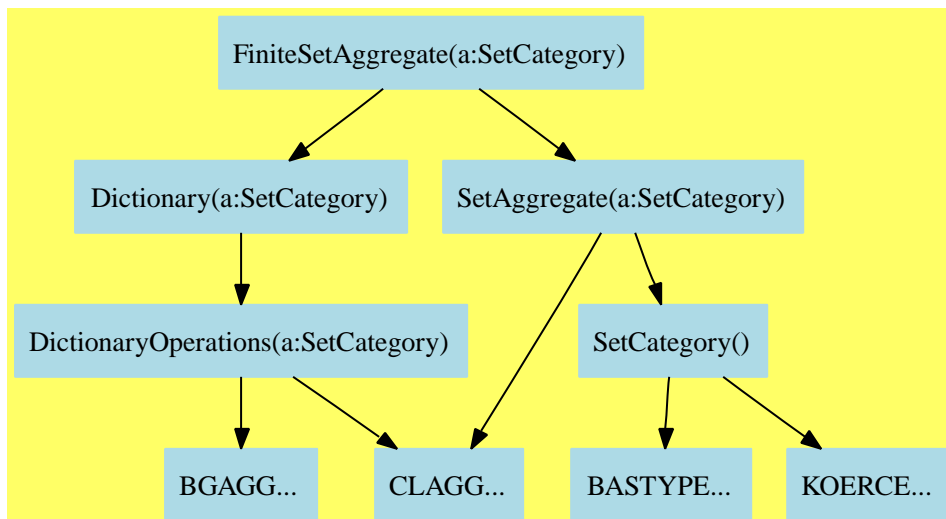 FiniteSetAggregate(a:SetCategory)
Dictionary(a:SetCategory)
SetAggregate(a:SetCategory)
DictionaryOperations(a:SetCategory)
SetCategory()
BGAGG...
CLAGG...
BASTYPE...
KOERCE...